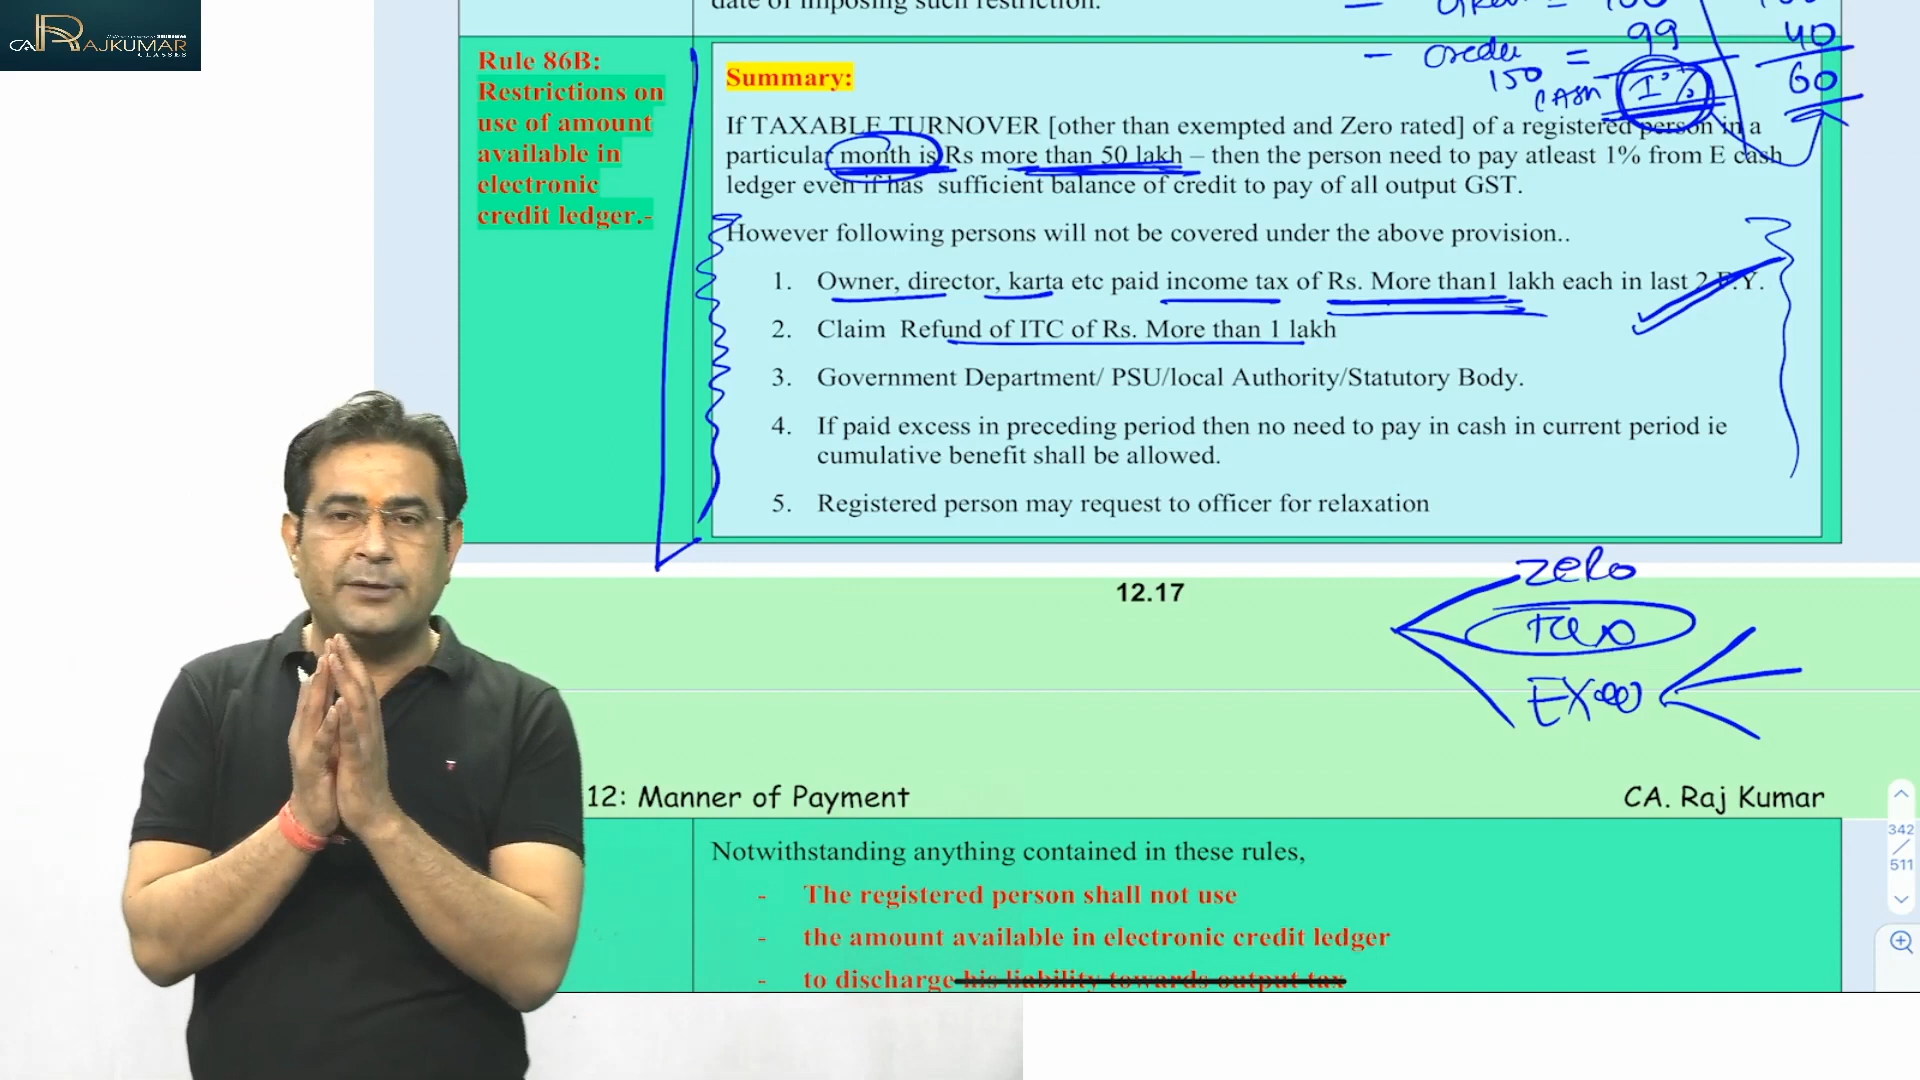 CA RAJKUMAR
CLASSES
date of imposing such restriction.
= 100
99
40
- =
150 CASH 1%
60
Rule 86B:
Restrictions on
use of amount
available in
electronic
credit ledger.-
Summary:
If TAXABLE TURNOVER [other than exempted and Zero rated] of a registered person in a
particular month is Rs more than 50 lakh – then the person need to pay atleast 1% from E cash
ledger even if has sufficient balance of credit to pay of all output GST.
However following persons will not be covered under the above provision..
1. Owner, director, karta etc paid income tax of Rs. More than1 lakh each in last 2 F.Y.
2. Claim Refund of ITC of Rs. More than 1 lakh
3. Government Department/ PSU/local Authority/Statutory Body.
4. If paid excess in preceding period then no need to pay in cash in current period ie
cumulative benefit shall be allowed.
5. Registered person may request to officer for relaxation
zero
12.17
12: Manner of Payment
CA. Raj Kumar
Notwithstanding anything contained in these rules,
- The registered person shall not use
- the amount available in electronic credit ledger
- to discharge his liability towards output tax
342
/
511